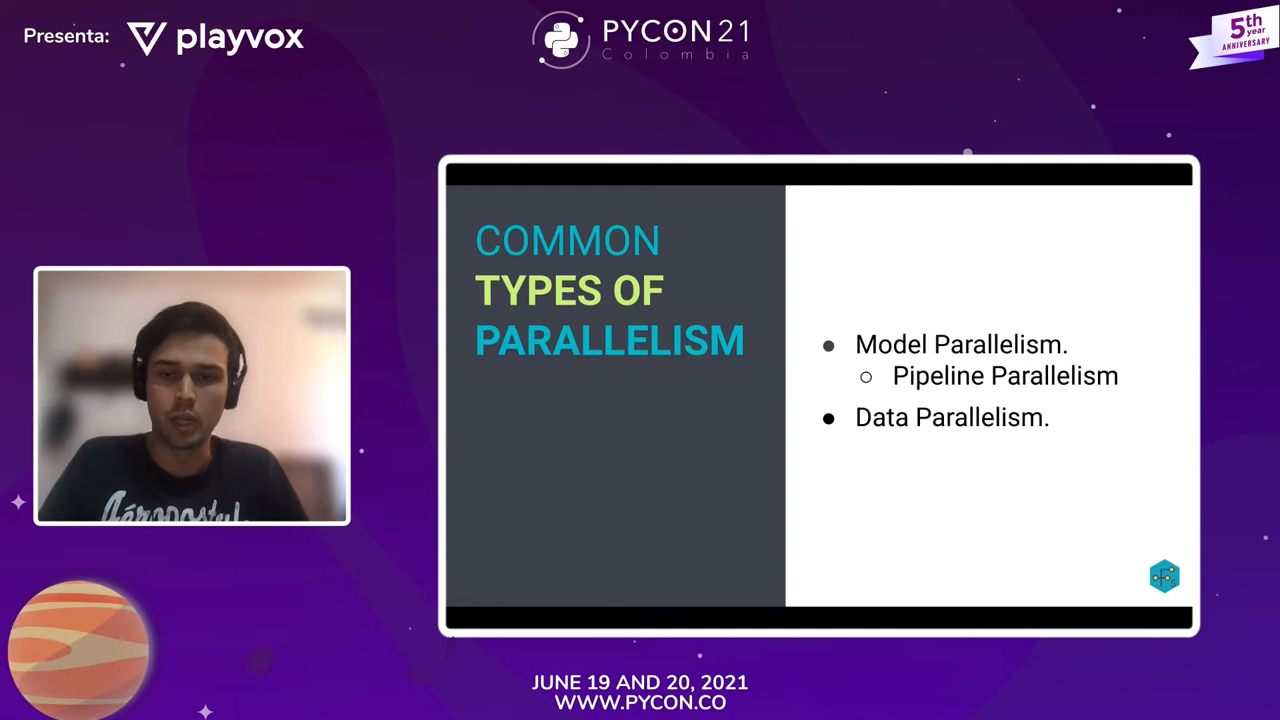 Presenta: playvox
PYCON 21
Colombia
5th
year
ANNIVERSARY
COMMON
TYPES OF
PARALLELISM
Model Parallelism.
Pipeline Parallelism
Data Parallelism.
JUNE 19 AND 20, 2021
WWW.PYCON.CO